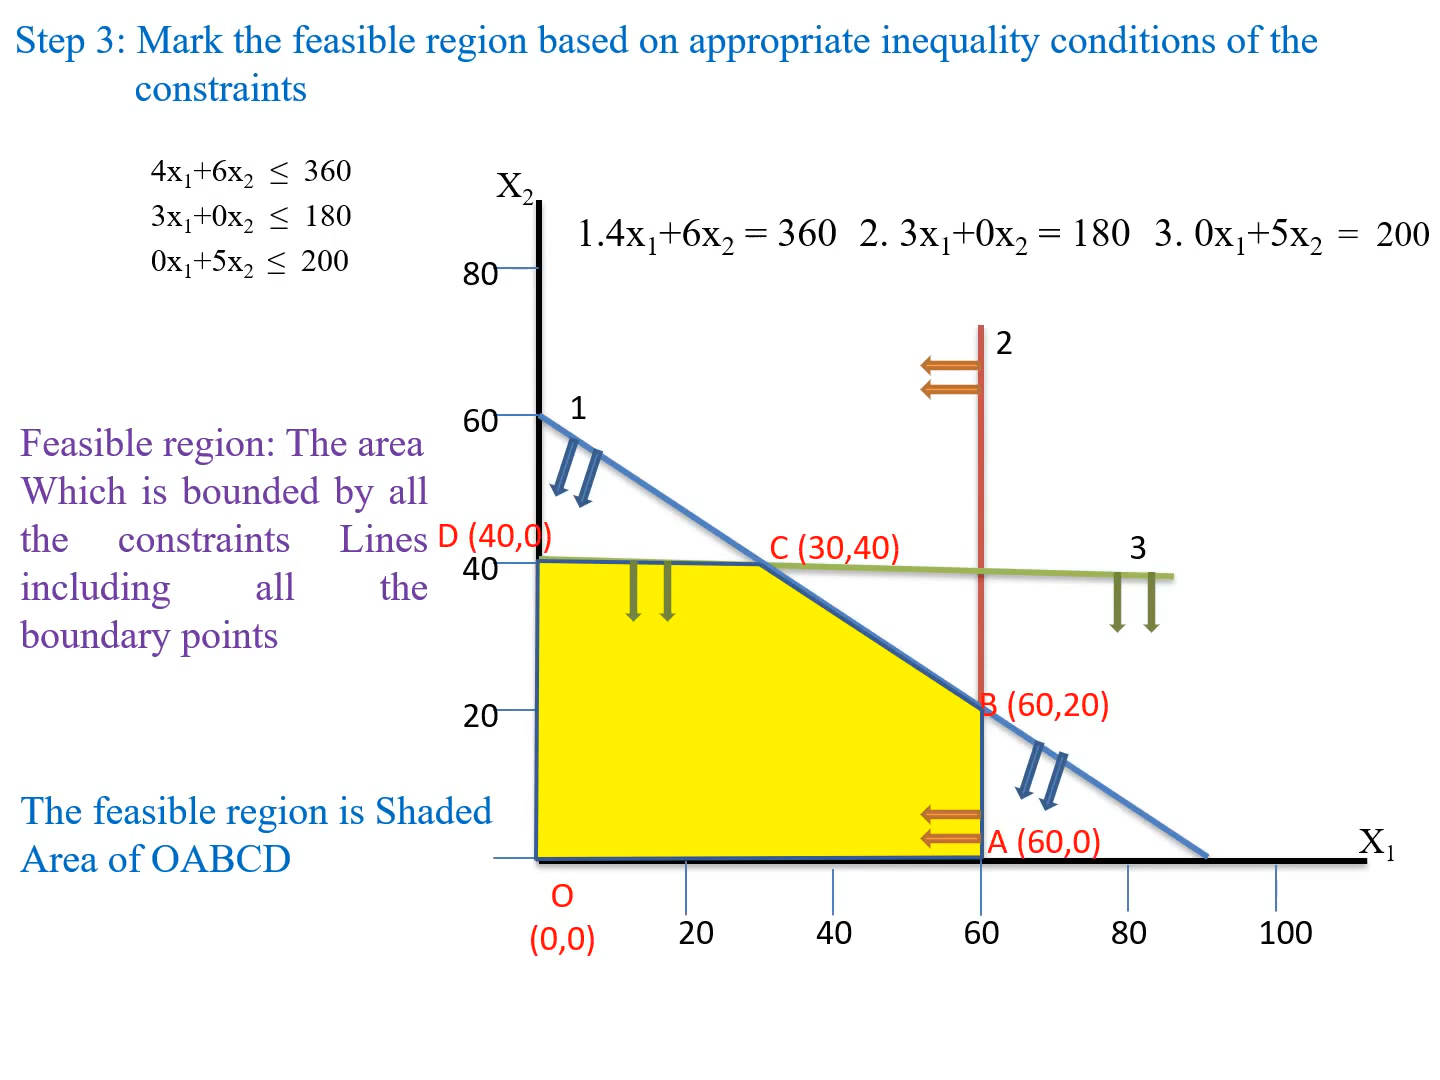 Step 3: Mark the feasible region based on appropriate inequality conditions of the
constraints
4x₁+6x₂ ≤ 360
3x₁+0x₂ ≤ 180
0x₁+5x₂ ≤ 200
X₂
1.4x₁+6x₂ = 360 2. 3x₁+0x₂ = 180 3. 0x₁+5x₂ = 200
80
2
60
1
Feasible region: The area
Which is bounded by all
the constraints Lines
including all the
boundary points
D (40,0)
C (30,40)
3
40
B (60,20)
20
The feasible region is Shaded
Area of OABCD
A (60,0)
X₁
O
(0,0)
20
40
60
80
100